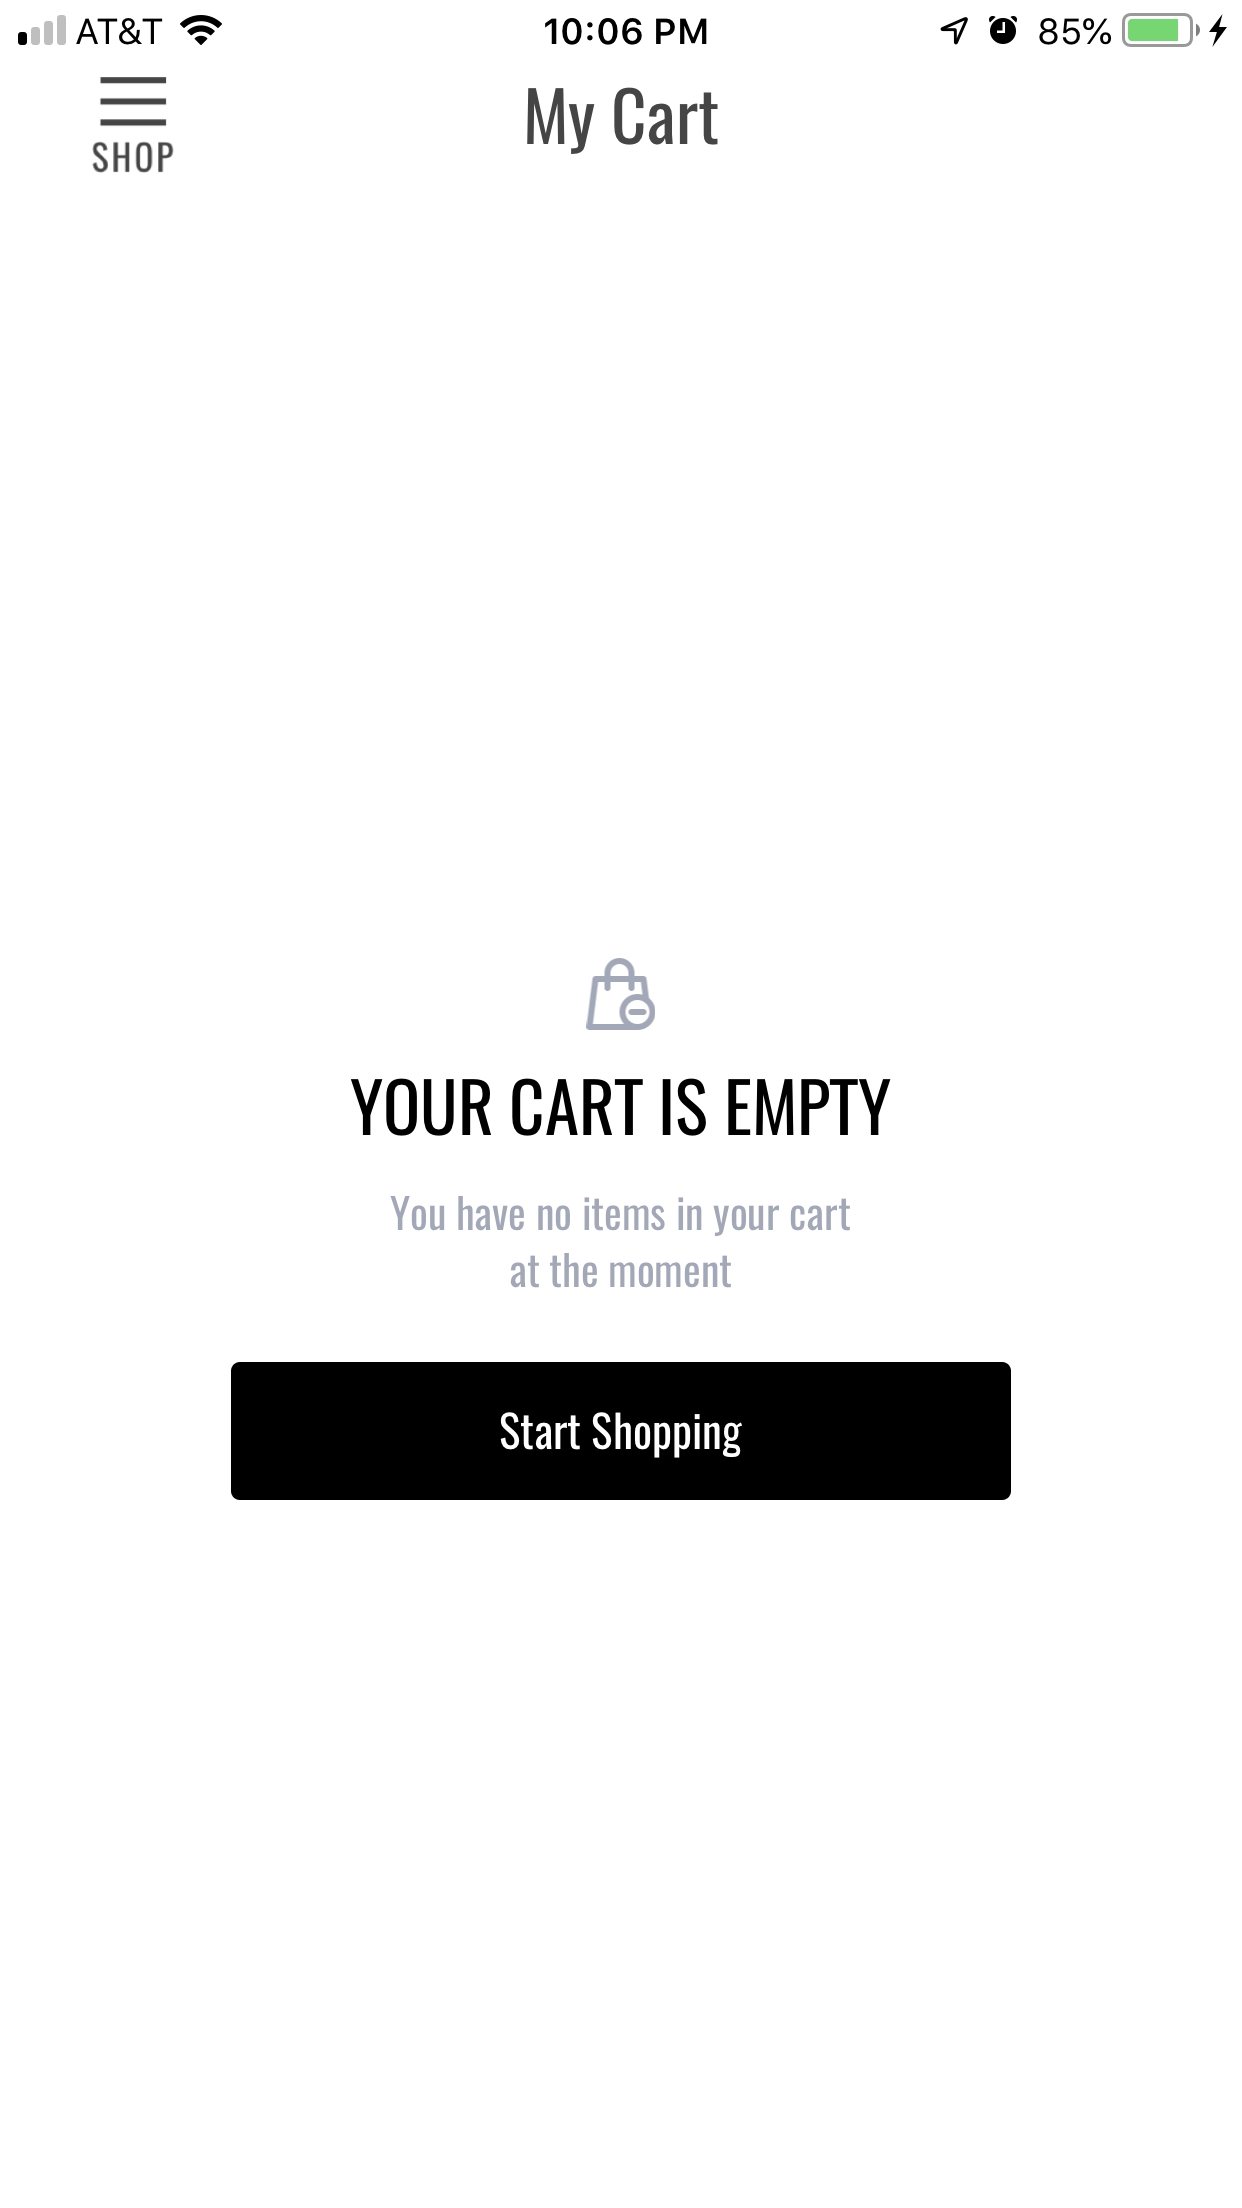 AT&T 10:06 PM 85%
My Cart
SHOP
YOUR CART IS EMPTY
You have no items in your cart
at the moment
Start Shopping